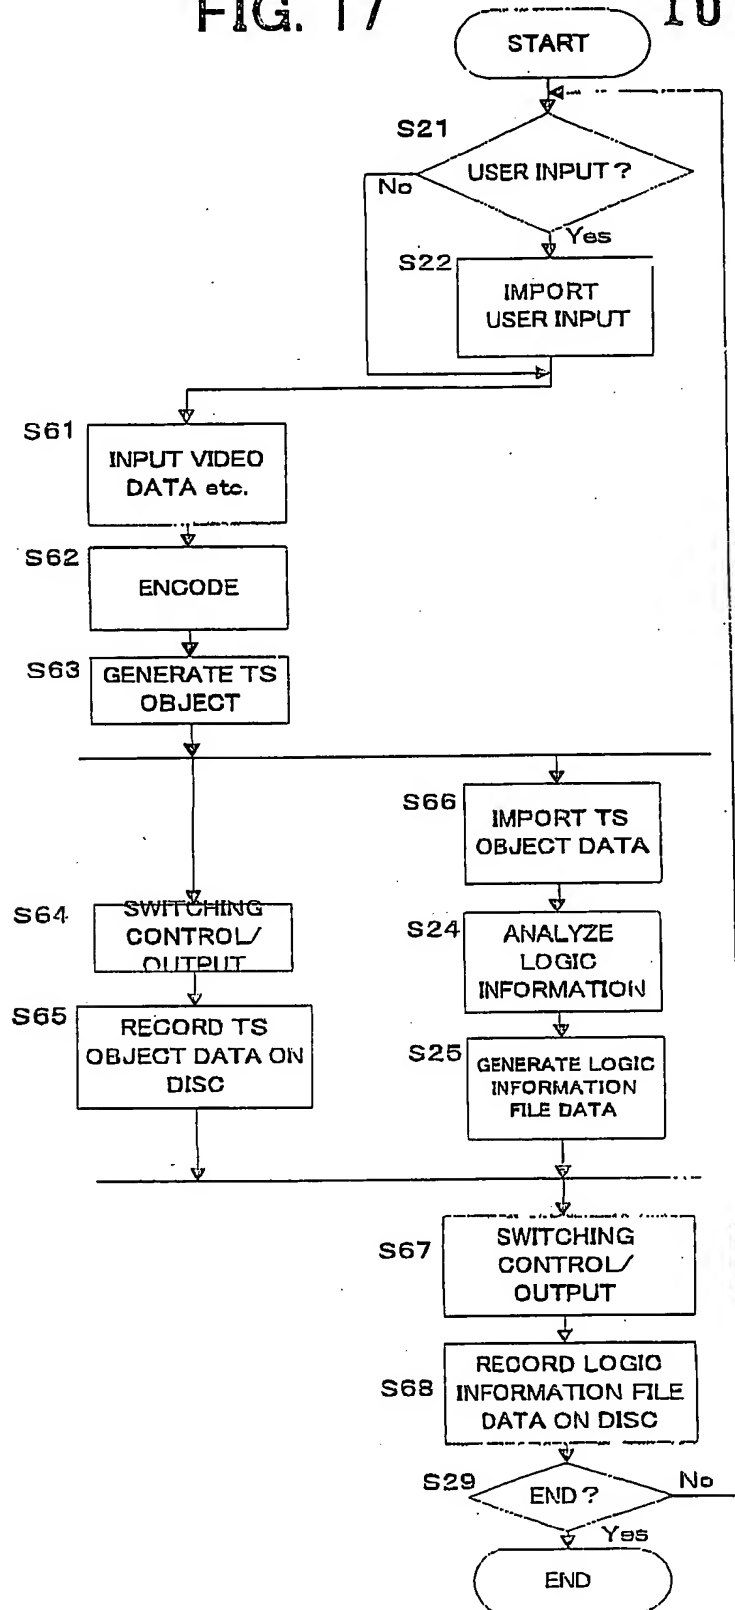 FIG. 17
START
S21
USER INPUT ?
No
Yes
S22
IMPORT
USER INPUT
S61
INPUT VIDEO
DATA etc.
S62
ENCODE
S63
GENERATE TS
OBJECT
S66
IMPORT TS
OBJECT DATA
S64
SWITCHING
CONTROL/
OUTPUT
S24
ANALYZE
LOGIC
INFORMATION
S65
RECORD TS
OBJECT DATA ON
DISC
S25
GENERATE LOGIC
INFORMATION
FILE DATA
S67
SWITCHING
CONTROL/
OUTPUT
S68
RECORD LOGIC
INFORMATION FILE
DATA ON DISC
S29
END ?
No
Yes
END